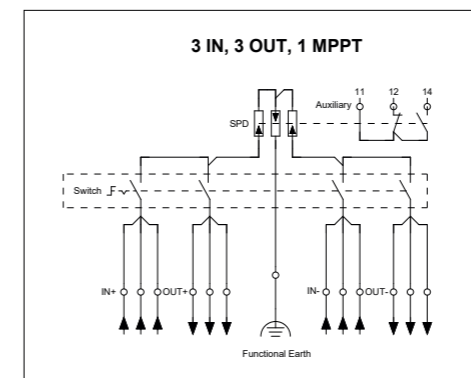 3 IN, 3 OUT, 1 MPPT
11 12 14
Auxiliary
SPD
Switch
IN+ OUT+ IN- OUT-
Functional Earth